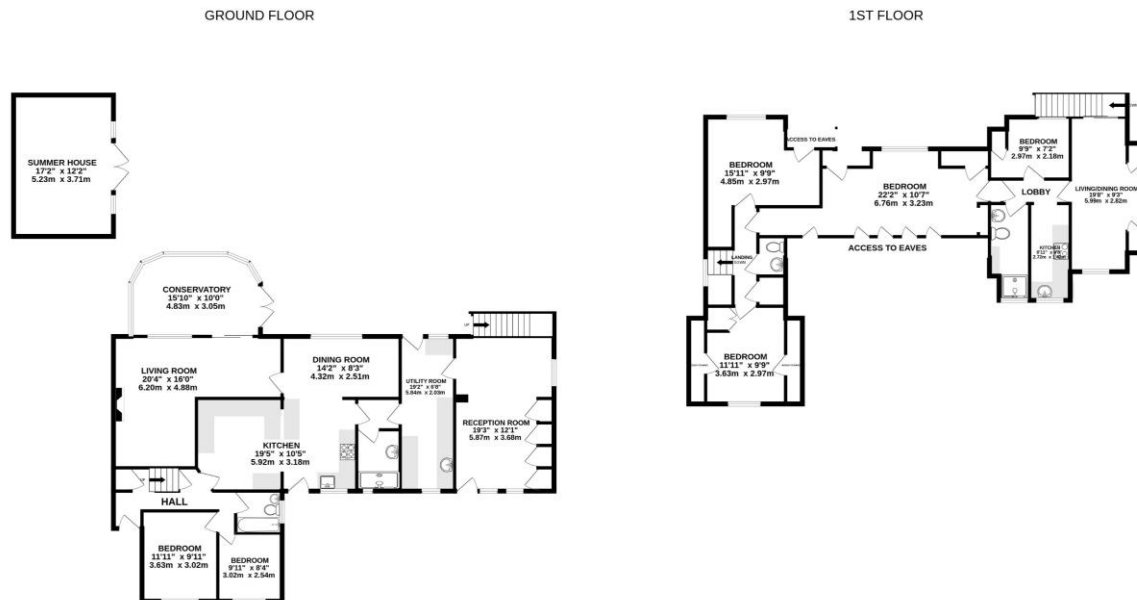 GROUND FLOOR
SUMMER HOUSE
17'2" x 12'2"
5.23m x 3.71m
CONSERVATORY
15'10" x 10'0"
4.83m x 3.05m
LIVING ROOM
20'4" x 16'0"
6.20m x 4.88m
DINING ROOM
14'2" x 8'3"
4.32m x 2.51m
UP
UTILITY ROOM
19'2" x 6'8"
5.84m x 2.03m
RECEPTION ROOM
19'3" x 12'1"
5.87m x 3.68m
KITCHEN
19'5" x 10'5"
5.92m x 3.18m
HALL
BEDROOM
11'11" x 9'11"
3.63m x 3.02m
BEDROOM
9'11" x 8'4"
3.02m x 2.54m
1ST FLOOR
ACCESS TO EAVES
BEDROOM
15'11" x 9'9"
4.85m x 2.97m
BEDROOM
22'2" x 10'7"
6.76m x 3.23m
BEDROOM
9'9" x 7'2"
2.97m x 2.18m
LOBBY
LIVING/DINING ROOM
19'8" x 9'3"
5.99m x 2.82m
ACCESS TO EAVES
LANDING
DOWN
KITCHEN
BEDROOM
11'11" x 9'9"
3.63m x 2.97m